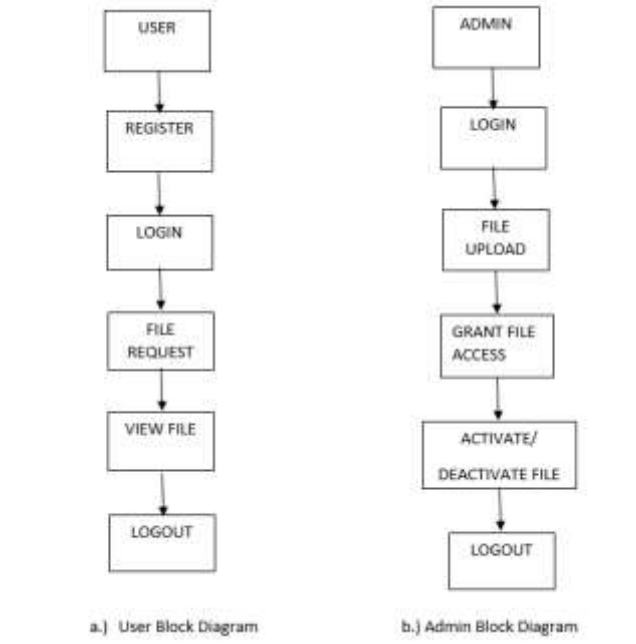 USER
REGISTER
LOGIN
FILE
REQUEST
VIEW FILE
LOGOUT
a.) User Block Diagram
ADMIN
LOGIN
FILE
UPLOAD
GRANT FILE
ACCESS
ACTIVATE/
DEACTIVATE FILE
LOGOUT
b.) Admin Block Diagram